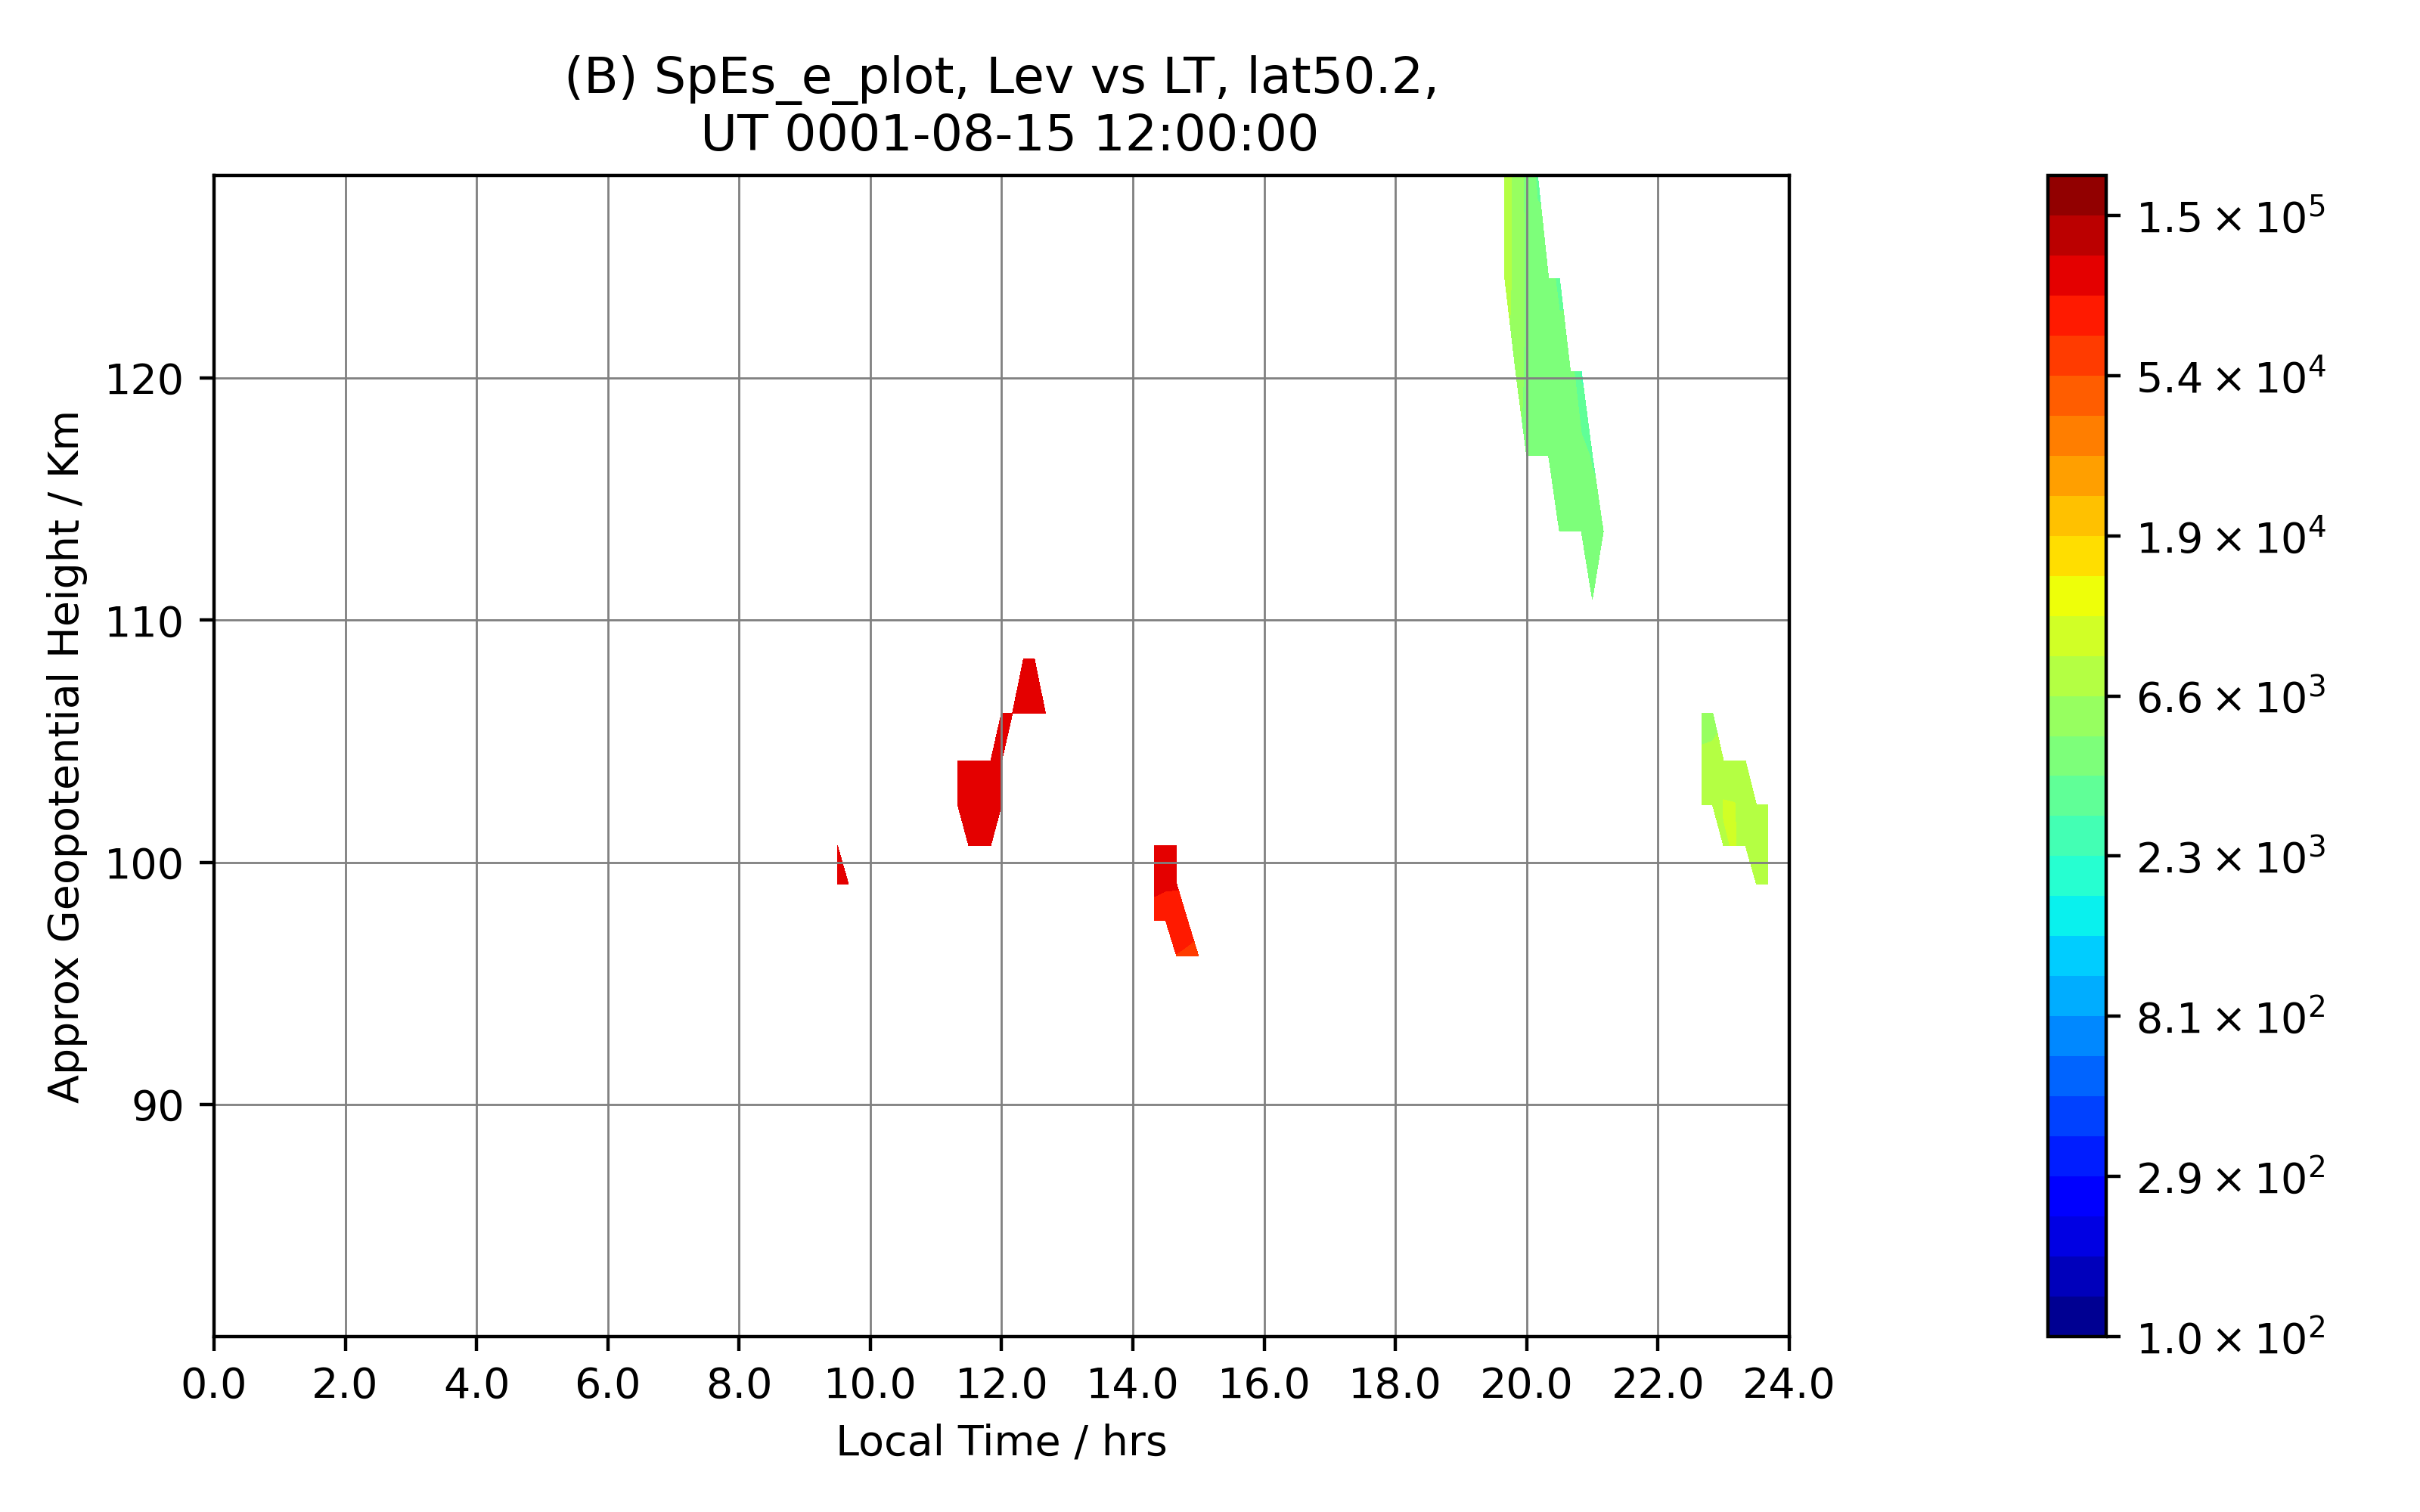 (B) SpEs_e_plot, Lev vs LT, lat50.2,
UT 0001-08-15 12:00:00
Approx Geopotential Height / Km
120
110
100
90
0.0 2.0 4.0 6.0 8.0 10.0 12.0 14.0 16.0 18.0 20.0 22.0 24.0
Local Time / hrs
1.5 × 10⁵
5.4 × 10⁴
1.9 × 10⁴
6.6 × 10³
2.3 × 10³
8.1 × 10²
2.9 × 10²
1.0 × 10²